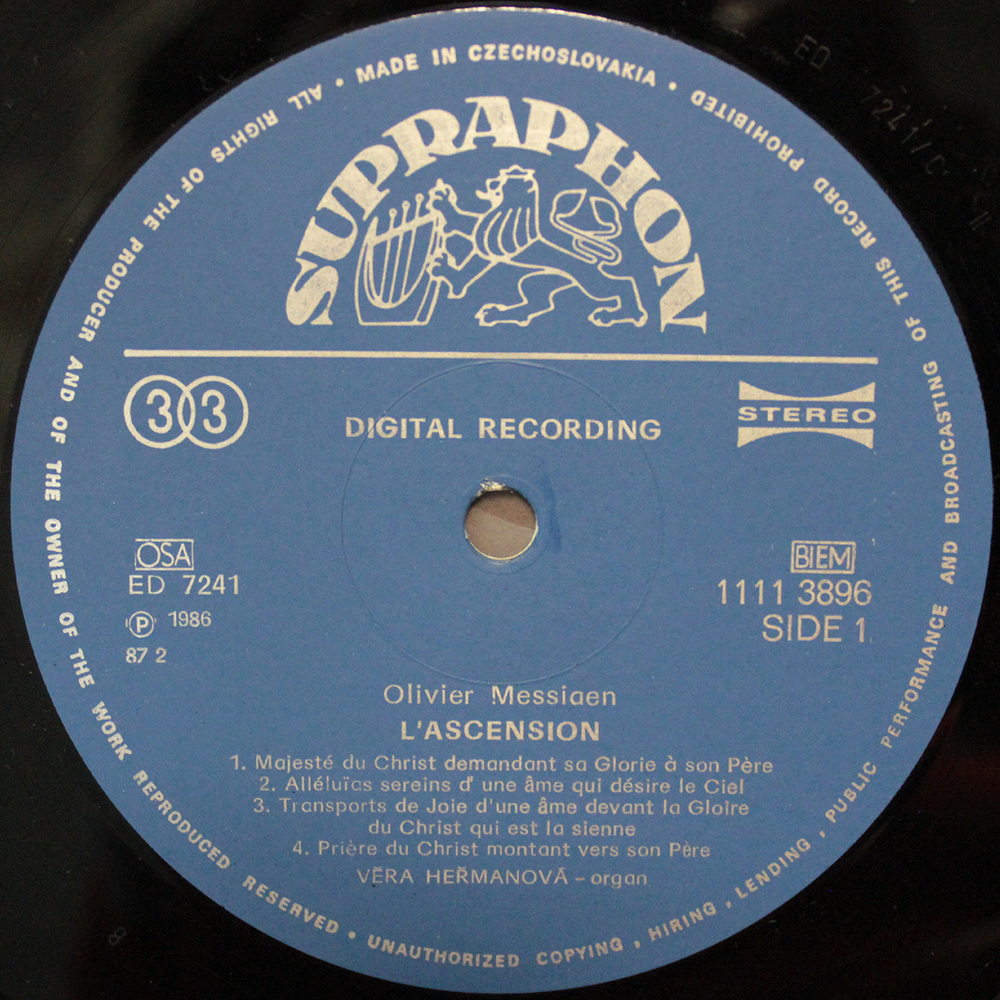 MADE IN CZECHOSLOVAKIA • PROHIBITED
ALL RIGHTS OF THE PRODUCER AND OF THE OWNER OF THE WORK REPRODUCED RESERVED • UNAUTHORIZED COPYING, HIRING, LENDING, PUBLIC PERFORMANCE AND BROADCASTING OF THIS RECORD
SUPRAPHON
33
DIGITAL RECORDING
STEREO
OSA
ED 7241
℗ 1986
87 2
BIEM
1111 3896
SIDE 1
Olivier Messiaen
L'ASCENSION
1. Majesté du Christ demandant sa Glorie à son Père
2. Alléluïas sereins d'une âme qui désire le Ciel
3. Transports de Joie d'une âme devant la Gloire
du Christ qui est la sienne
4. Prière du Christ montant vers son Père
VĚRA HEŘMANOVÁ – organ
ED 7241/C
8